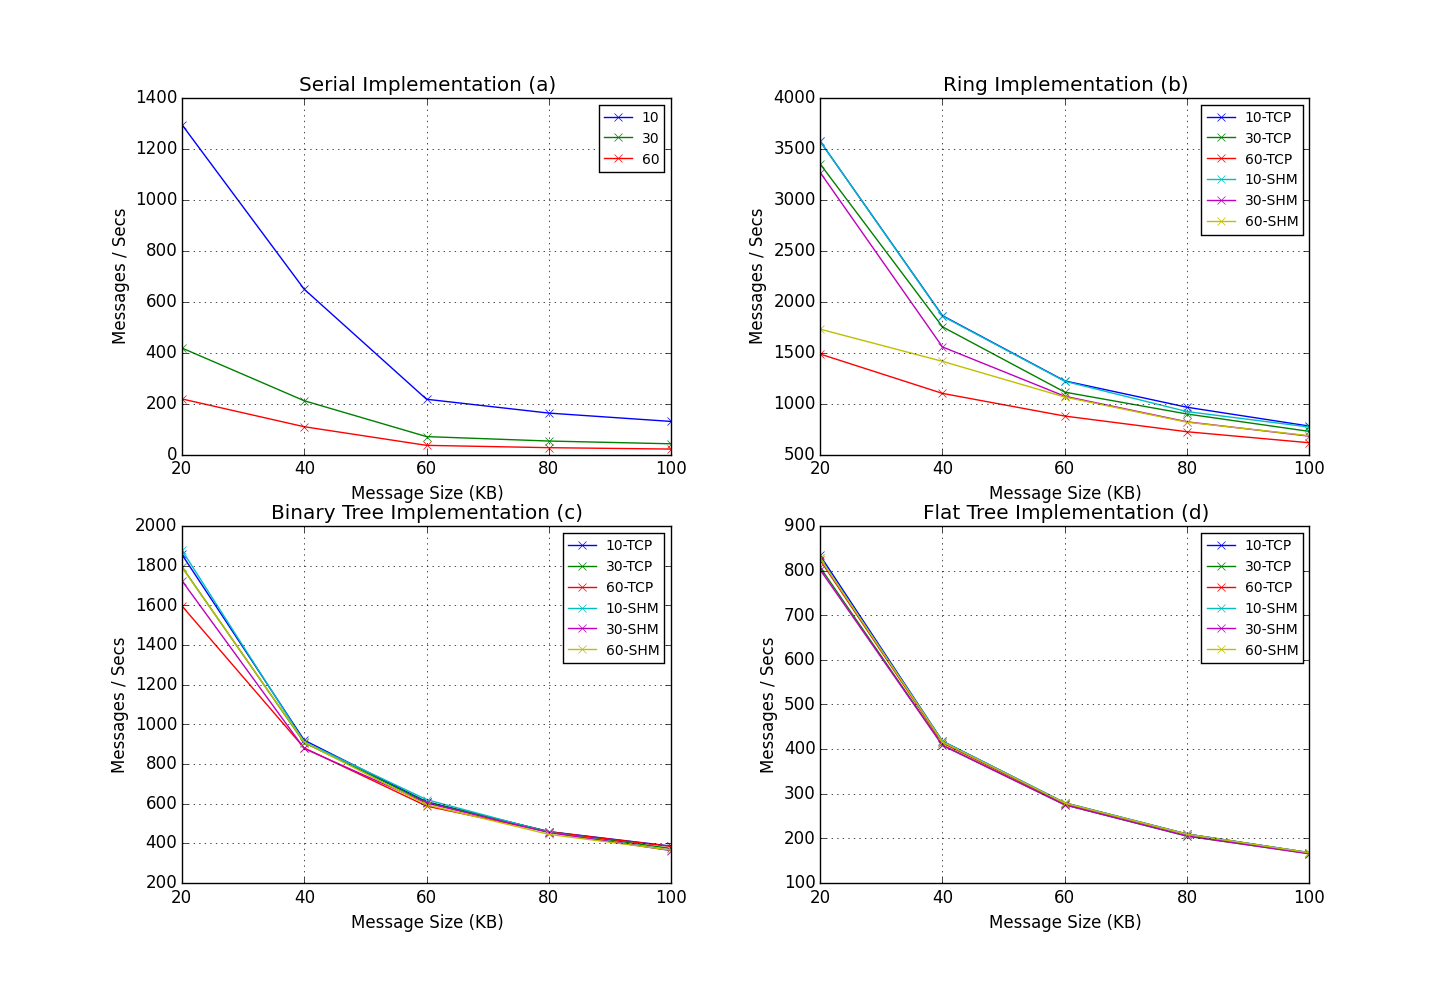 Serial Implementation (a)
1400
1200
1000
800
600
400
200
0
Messages / Secs
10
30
60
20 40 60 80 100
Message Size (KB)
Ring Implementation (b)
4000
3500
3000
2500
2000
1500
1000
500
Messages / Secs
10-TCP
30-TCP
60-TCP
10-SHM
30-SHM
60-SHM
20 40 60 80 100
Message Size (KB)
Binary Tree Implementation (c)
2000
1800
1600
1400
1200
1000
800
600
400
200
Messages / Secs
10-TCP
30-TCP
60-TCP
10-SHM
30-SHM
60-SHM
20 40 60 80 100
Message Size (KB)
Flat Tree Implementation (d)
900
800
700
600
500
400
300
200
100
Messages / Secs
10-TCP
30-TCP
60-TCP
10-SHM
30-SHM
60-SHM
20 40 60 80 100
Message Size (KB)